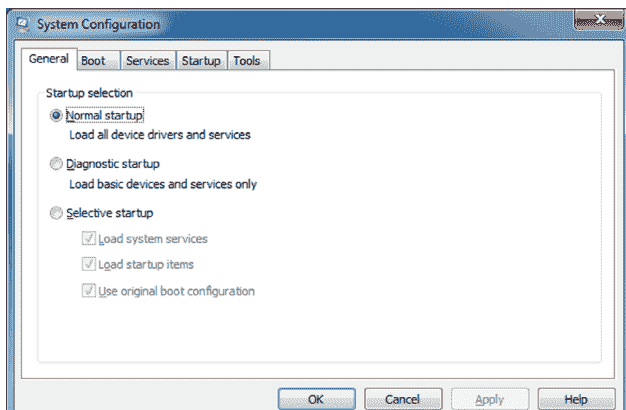 System Configuration
General Boot Services Startup Tools
Startup selection
Normal startup
Load all device drivers and services
Diagnostic startup
Load basic devices and services only
Selective startup
Load system services
Load startup items
Use original boot configuration
OK Cancel Apply Help